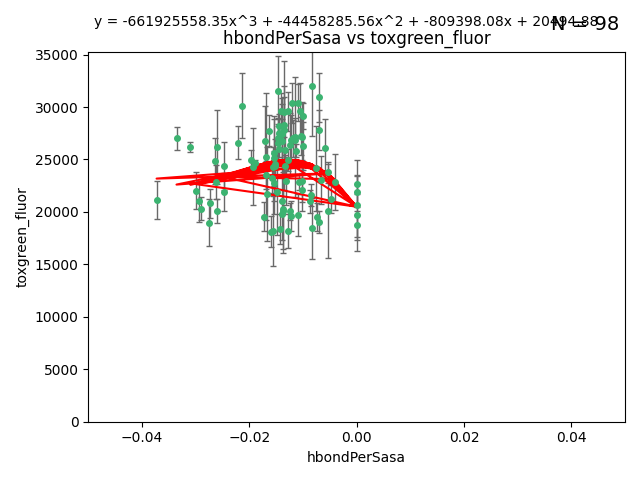 y = -661925558.35x^3 + -44458285.56x^2 + -809398.08x + 20494.88
N = 98
hbondPerSasa vs toxgreen_fluor
35000
30000
25000
20000
15000
10000
5000
0
toxgreen_fluor
−0.04 −0.02 0.00 0.02 0.04
hbondPerSasa